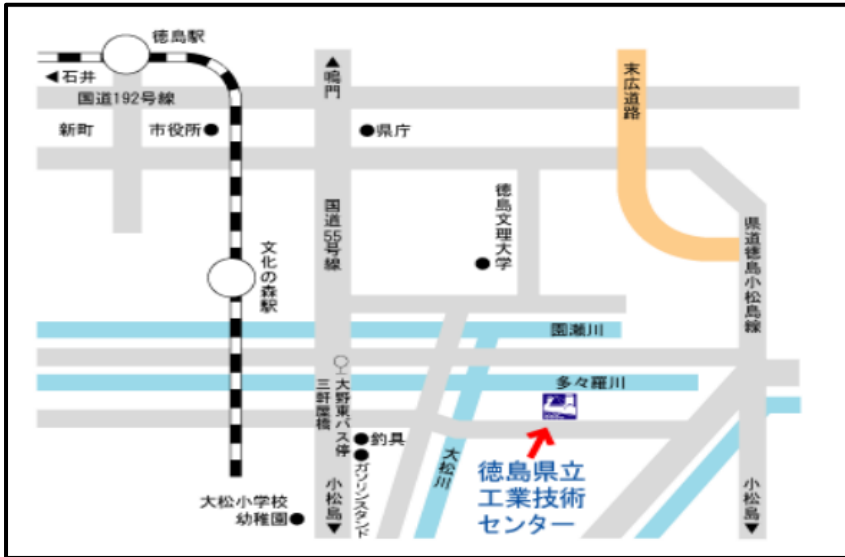 徳島駅
◀石井
国道192号線
新町
市役所●
▲鳴門
●県庁
末広道路
国道55号線
徳島文理大学
文化の森駅
県道徳島小松島線
園瀬川
多々羅川
三軒屋橋
大野東バス停
●釣具
ガソリンスタンド
大松川
徳島県立
工業技術
センター
大松小学校
幼稚園●
小松島▼
小松島▼